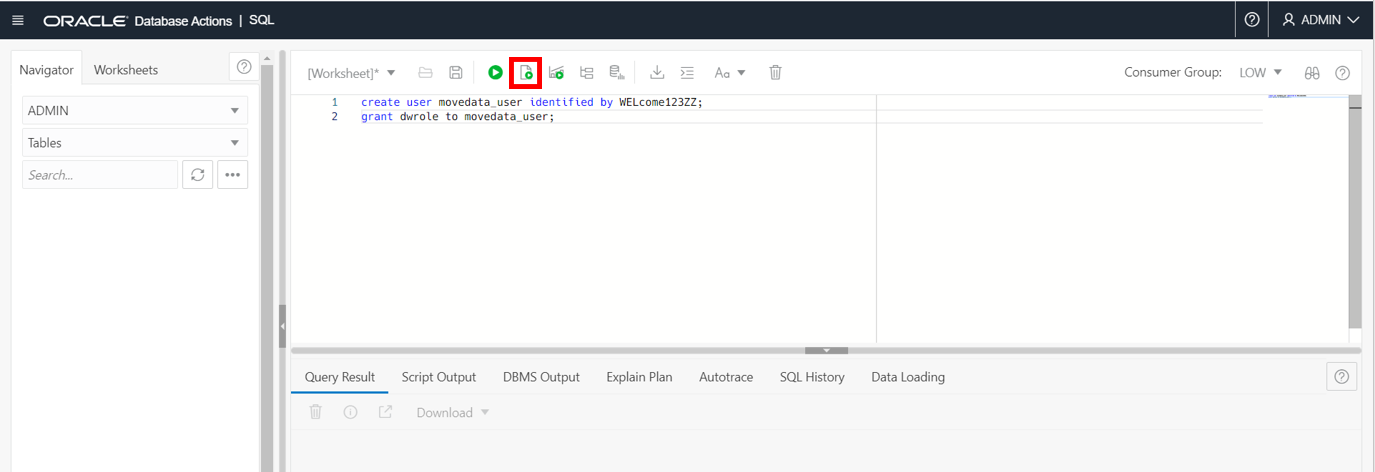 ORACLE Database Actions | SQL
ADMIN
Navigator
Worksheets
ADMIN
Tables
Search...
[Worksheet]*
Aa
Consumer Group: LOW
1 create user movedata_user identified by WELcome123ZZ;
2 grant dwrole to movedata_user;
Query Result
Script Output
DBMS Output
Explain Plan
Autotrace
SQL History
Data Loading
Download